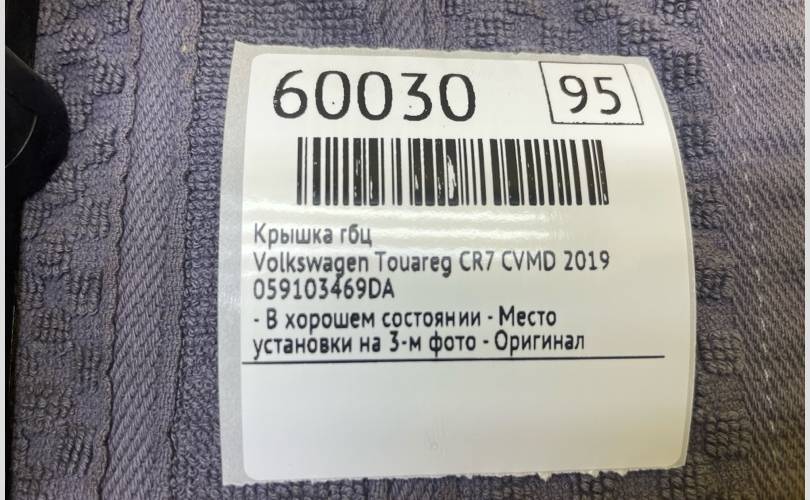 60030 95
Крышка гбц
Volkswagen Touareg CR7 CVMD 2019
059103469DA
- В хорошем состоянии - Место
установки на 3-м фото - Оригинал